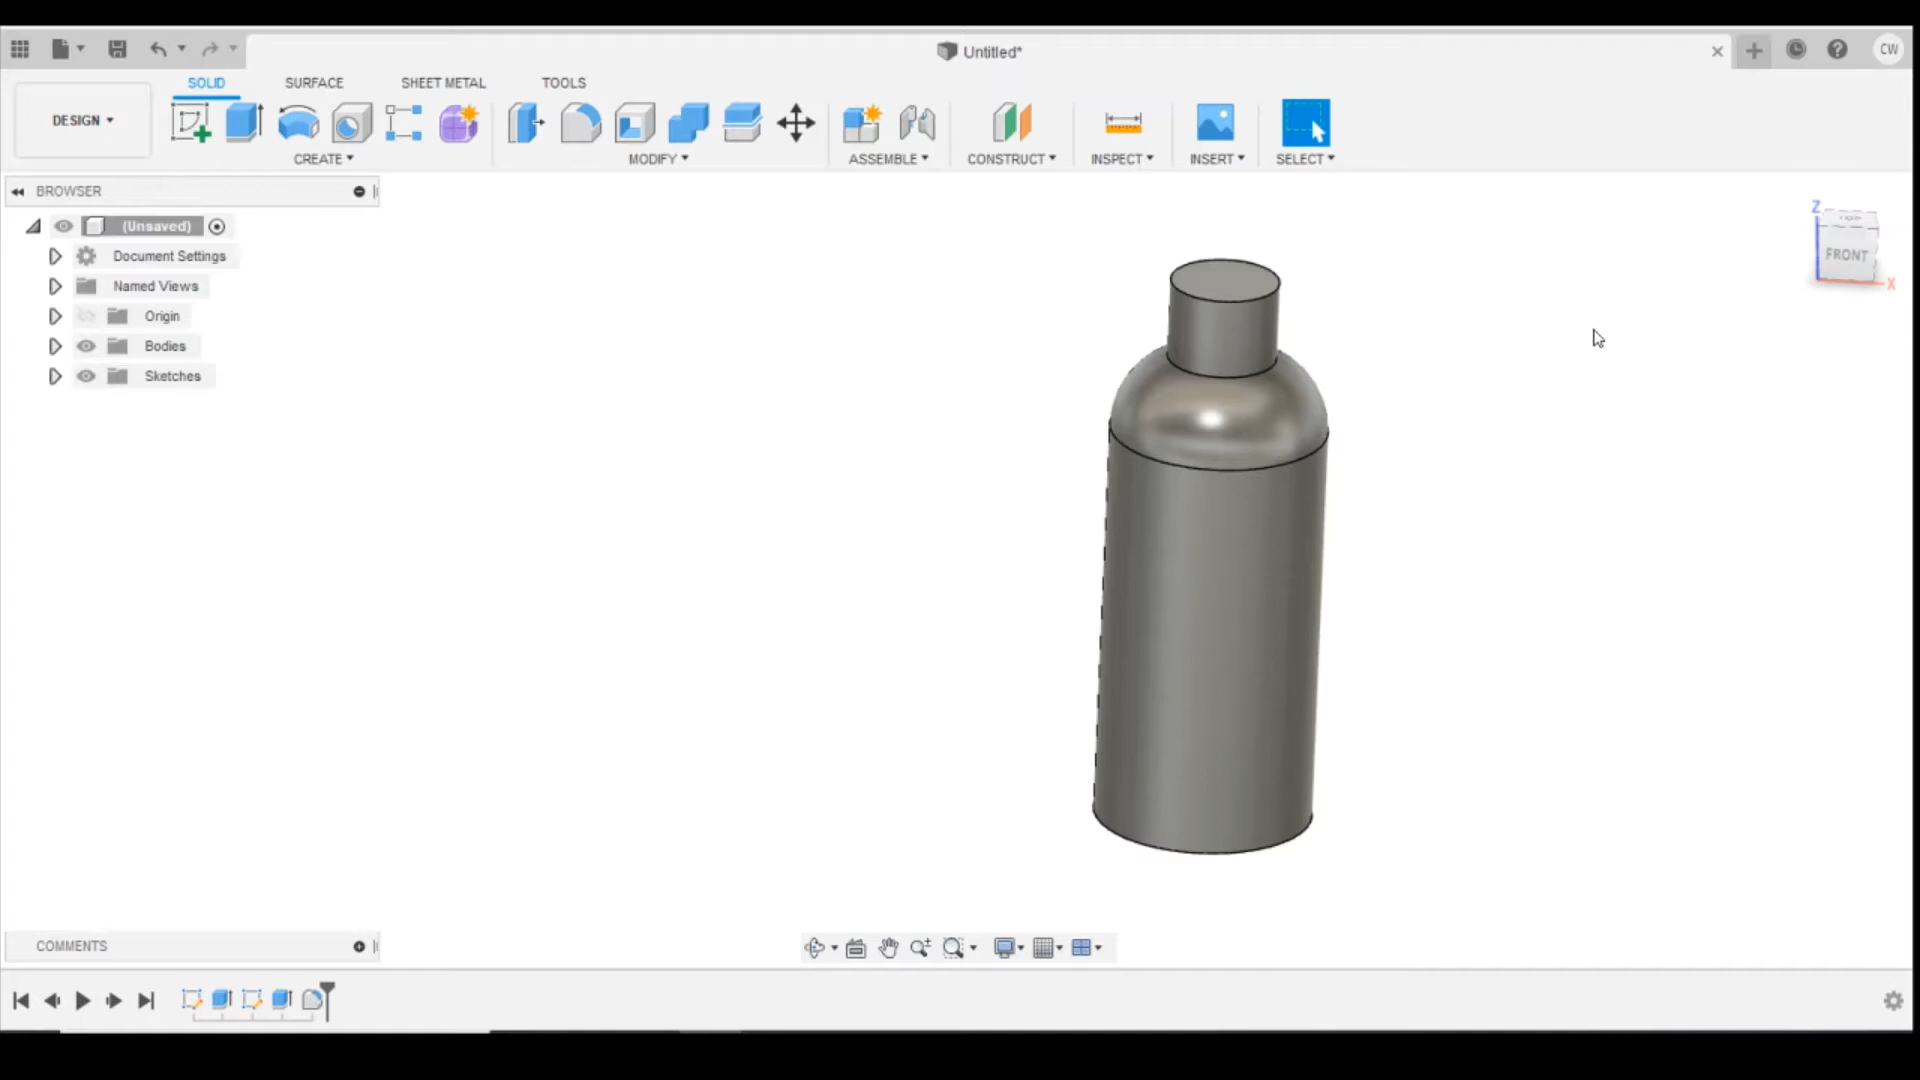 Untitled*
CW
SOLID
SURFACE
SHEET METAL
TOOLS
DESIGN
CREATE
MODIFY
ASSEMBLE
CONSTRUCT
INSPECT
INSERT
SELECT
BROWSER
(Unsaved)
Document Settings
Named Views
Origin
Bodies
Sketches
Z
TOP
FRONT
X
COMMENTS